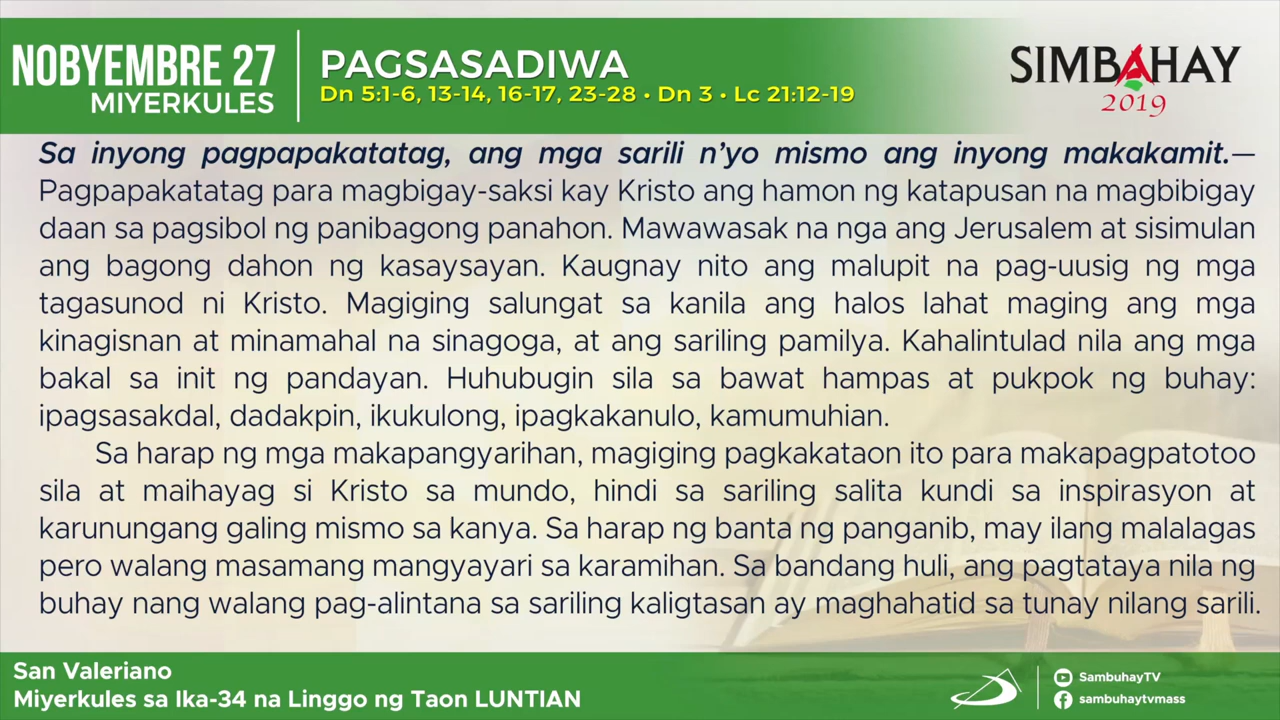 NOBYEMBRE 27
MIYERKULES
PAGSASADIWA
Dn 5:1-6, 13-14, 16-17, 23-28 • Dn 3 • Lc 21:12-19
SIMBAHAY
2019
Sa inyong pagpapakatatag, ang mga sarili n’yo mismo ang inyong makakamit.—
Pagpapakatatag para magbigay-saksi kay Kristo ang hamon ng katapusan na magbibigay
daan sa pagsibol ng panibagong panahon. Mawawasak na nga ang Jerusalem at sisimulan
ang bagong dahon ng kasaysayan. Kaugnay nito ang malupit na pag-uusig ng mga
tagasunod ni Kristo. Magiging salungat sa kanila ang halos lahat maging ang mga
kinagisnan at minamahal na sinagoga, at ang sariling pamilya. Kahalintulad nila ang mga
bakal sa init ng pandayan. Huhubugin sila sa bawat hampas at pukpok ng buhay:
ipagsasakdal, dadakpin, ikukulong, ipagkakanulo, kamumuhian.
Sa harap ng mga makapangyarihan, magiging pagkakataon ito para makapagpatotoo
sila at maihayag si Kristo sa mundo, hindi sa sariling salita kundi sa inspirasyon at
karunungang galing mismo sa kanya. Sa harap ng banta ng panganib, may ilang malalagas
pero walang masamang mangyayari sa karamihan. Sa bandang huli, ang pagtataya nila ng
buhay nang walang pag-alintana sa sariling kaligtasan ay maghahatid sa tunay nilang sarili.
San Valeriano
Miyerkules sa Ika-34 na Linggo ng Taon LUNTIAN
SambuhayTV
sambuhaytvmass